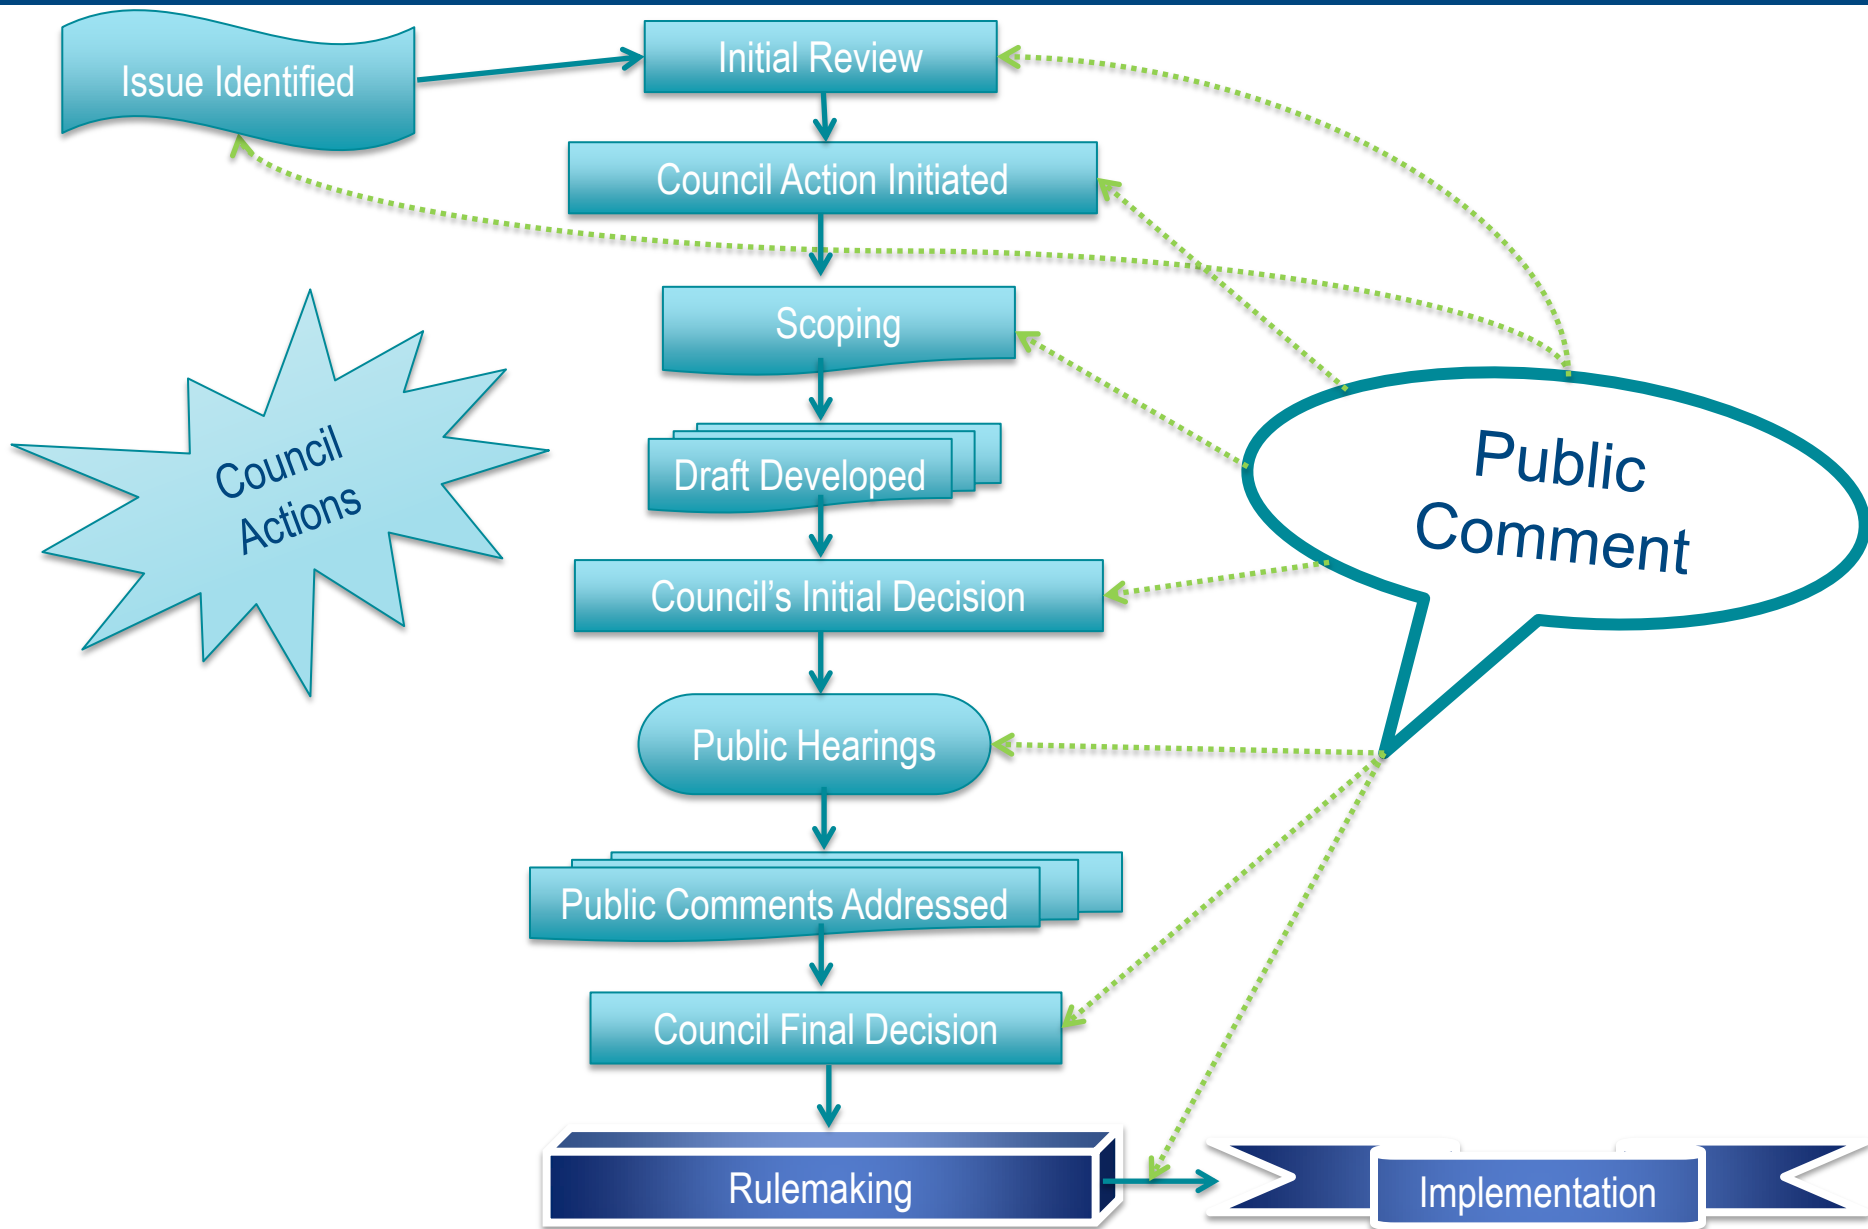 Issue Identified
Initial Review
Council Action Initiated
Scoping
Council
Actions
Draft Developed
Public
Comment
Council’s Initial Decision
Public Hearings
Public Comments Addressed
Council Final Decision
Rulemaking
Implementation